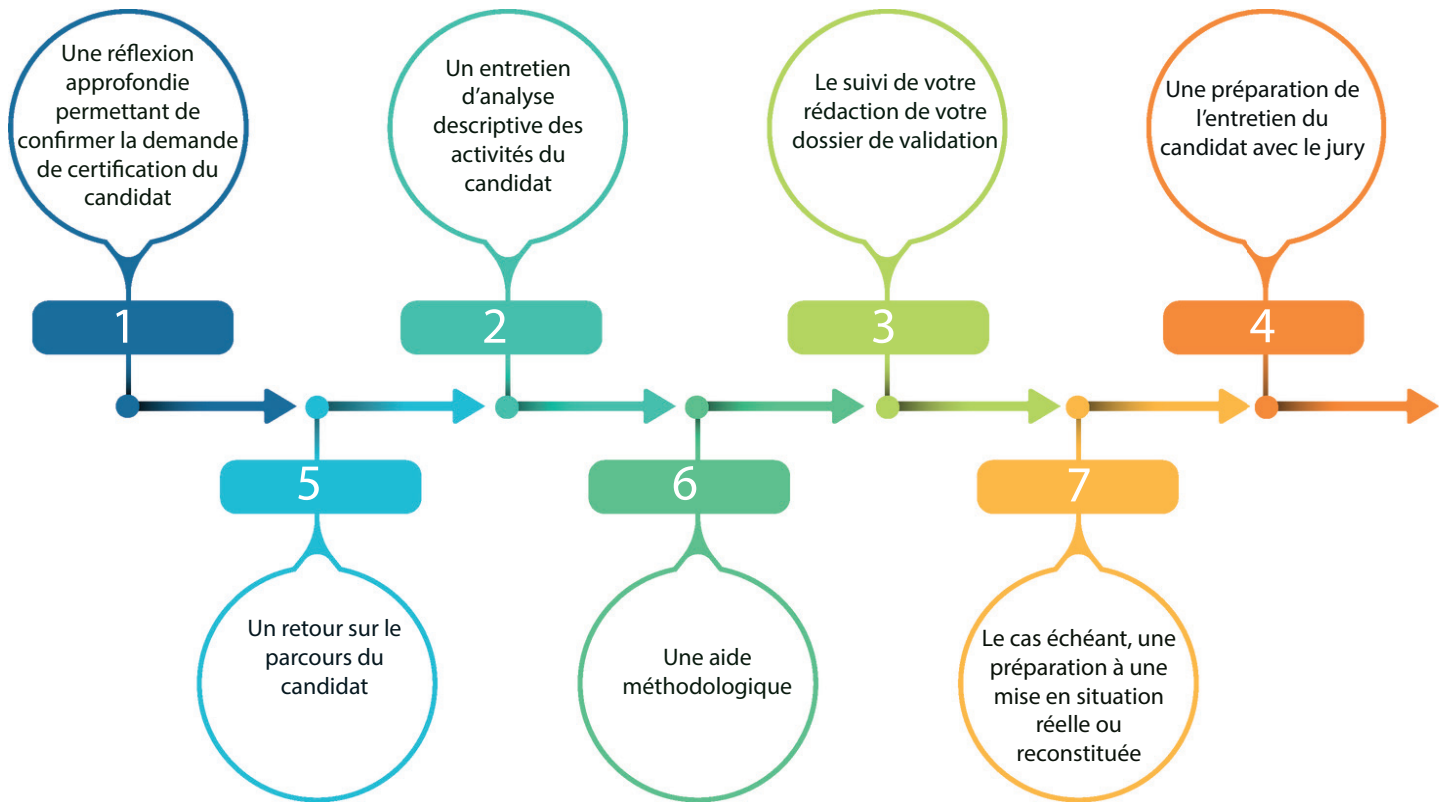 Une réflexion
approfondie
permettant de
confirmer la demande
de certification du
candidat
1
Un entretien
d’analyse
descriptive des
activités du
candidat
2
Le suivi de votre
rédaction de votre
dossier de validation
3
Une préparation de
l’entretien du
candidat avec le jury
4
5
Un retour sur le
parcours du
candidat
6
Une aide
méthodologique
7
Le cas échéant, une
préparation à une
mise en situation
réelle ou
reconstituée